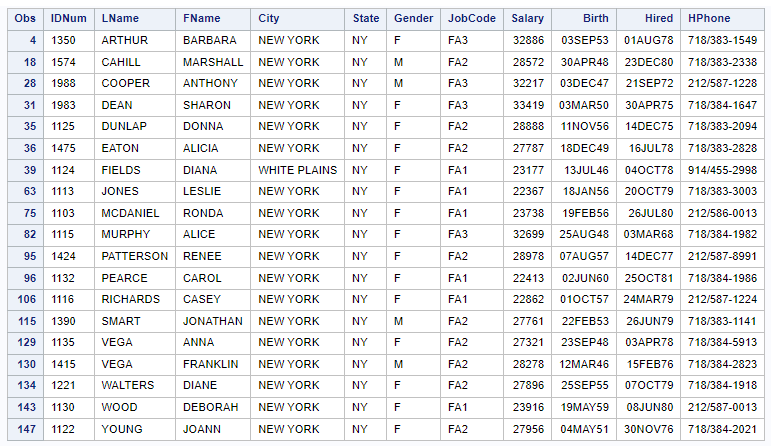 Obs IDNum LName FName City State Gender JobCode Salary Birth Hired HPhone
4 1350 ARTHUR BARBARA NEW YORK NY F FA3 32886 03SEP53 01AUG78 718/383-1549
18 1574 CAHILL MARSHALL NEW YORK NY M FA2 28572 30APR48 23DEC80 718/383-2338
28 1988 COOPER ANTHONY NEW YORK NY M FA3 32217 03DEC47 21SEP72 212/587-1228
31 1983 DEAN SHARON NEW YORK NY F FA3 33419 03MAR50 30APR75 718/384-1647
35 1125 DUNLAP DONNA NEW YORK NY F FA2 28888 11NOV56 14DEC75 718/383-2094
36 1475 EATON ALICIA NEW YORK NY F FA2 27787 18DEC49 16JUL78 718/383-2828
39 1124 FIELDS DIANA WHITE PLAINS NY F FA1 23177 13JUL46 04OCT78 914/455-2998
63 1113 JONES LESLIE NEW YORK NY F FA1 22367 18JAN56 20OCT79 718/383-3003
75 1103 MCDANIEL RONDA NEW YORK NY F FA1 23738 19FEB56 26JUL80 212/586-0013
82 1115 MURPHY ALICE NEW YORK NY F FA3 32699 25AUG48 03MAR68 718/384-1982
95 1424 PATTERSON RENEE NEW YORK NY F FA2 28978 07AUG57 14DEC77 212/587-8991
96 1132 PEARCE CAROL NEW YORK NY F FA1 22413 02JUN60 25OCT81 718/384-1986
106 1116 RICHARDS CASEY NEW YORK NY F FA1 22862 01OCT57 24MAR79 212/587-1224
115 1390 SMART JONATHAN NEW YORK NY M FA2 27761 22FEB53 26JUN79 718/383-1141
129 1135 VEGA ANNA NEW YORK NY F FA2 27321 23SEP48 03APR78 718/384-5913
130 1415 VEGA FRANKLIN NEW YORK NY M FA2 28278 12MAR46 15FEB76 718/384-2823
134 1221 WALTERS DIANE NEW YORK NY F FA2 27896 25SEP55 07OCT79 718/384-1918
143 1130 WOOD DEBORAH NEW YORK NY F FA1 23916 19MAY59 08JUN80 212/587-0013
147 1122 YOUNG JOANN NEW YORK NY F FA2 27956 04MAY51 30NOV76 718/384-2021